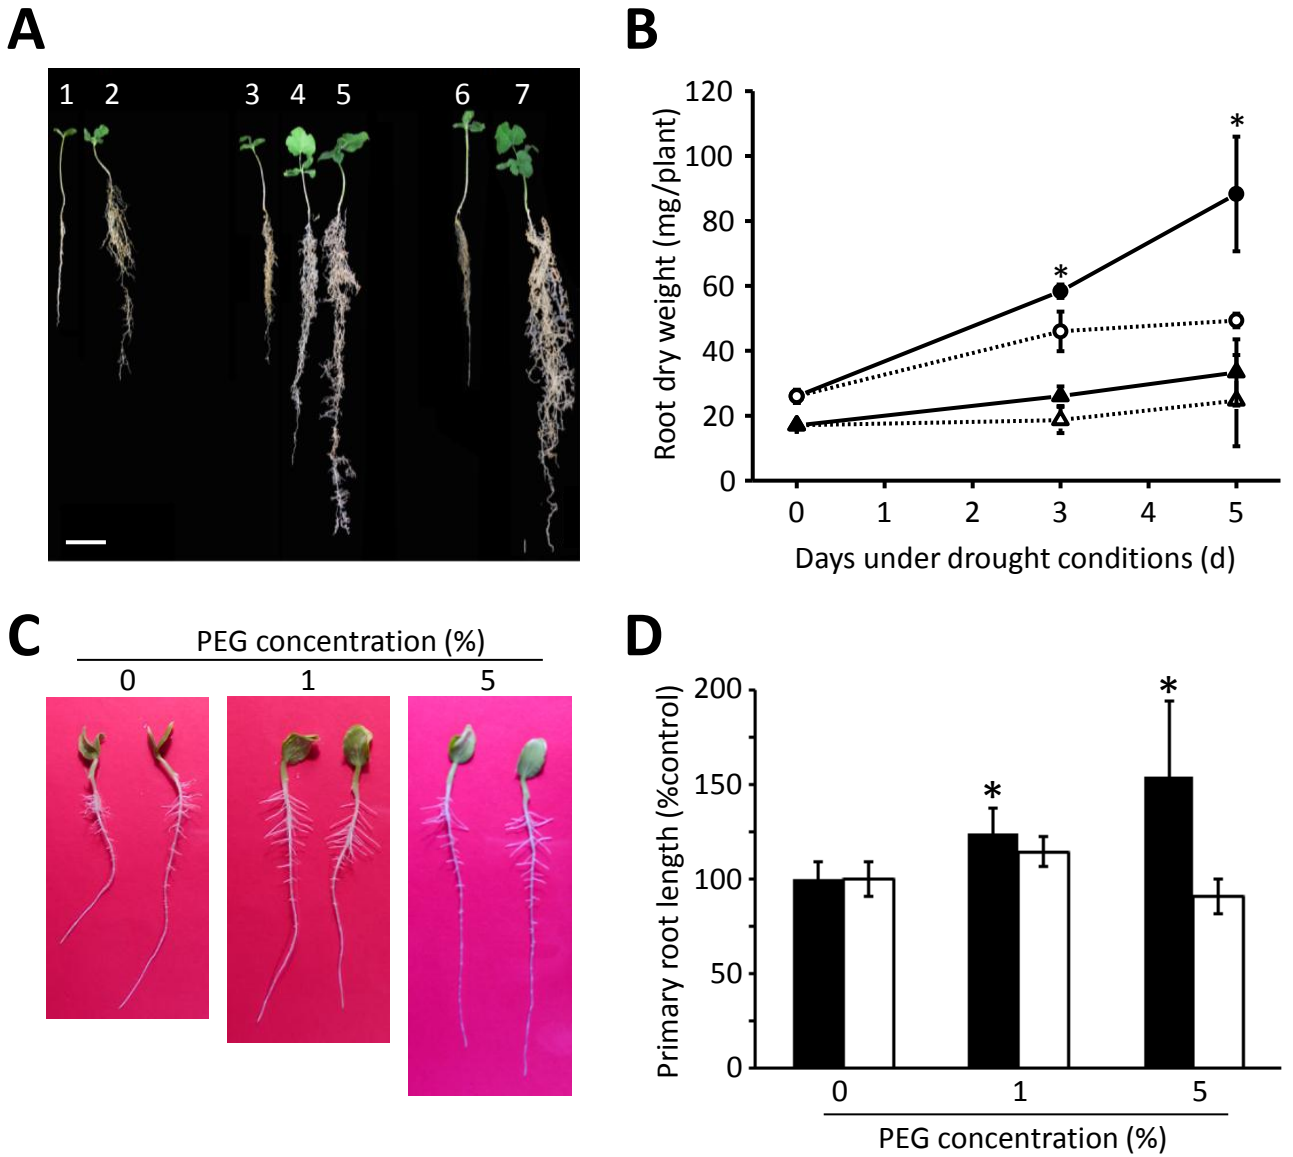 A
1 2 3 4 5 6 7
B
120
100
80
60
40
20
0
Root dry weight (mg/plant)
*
*
0 1 2 3 4 5
Days under drought conditions (d)
C
PEG concentration (%)
0 1 5
D
200
150
100
50
0
Primary root length (%control)
*
*
0 1 5
PEG concentration (%)